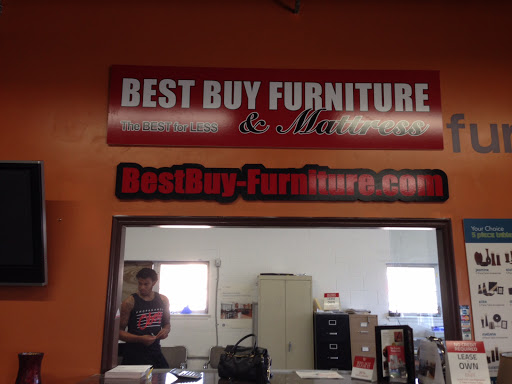 BEST BUY FURNITURE
The BEST for LESS & Mattress
fur
BestBuy-Furniture.com
Your Choice
LEASE
OWN